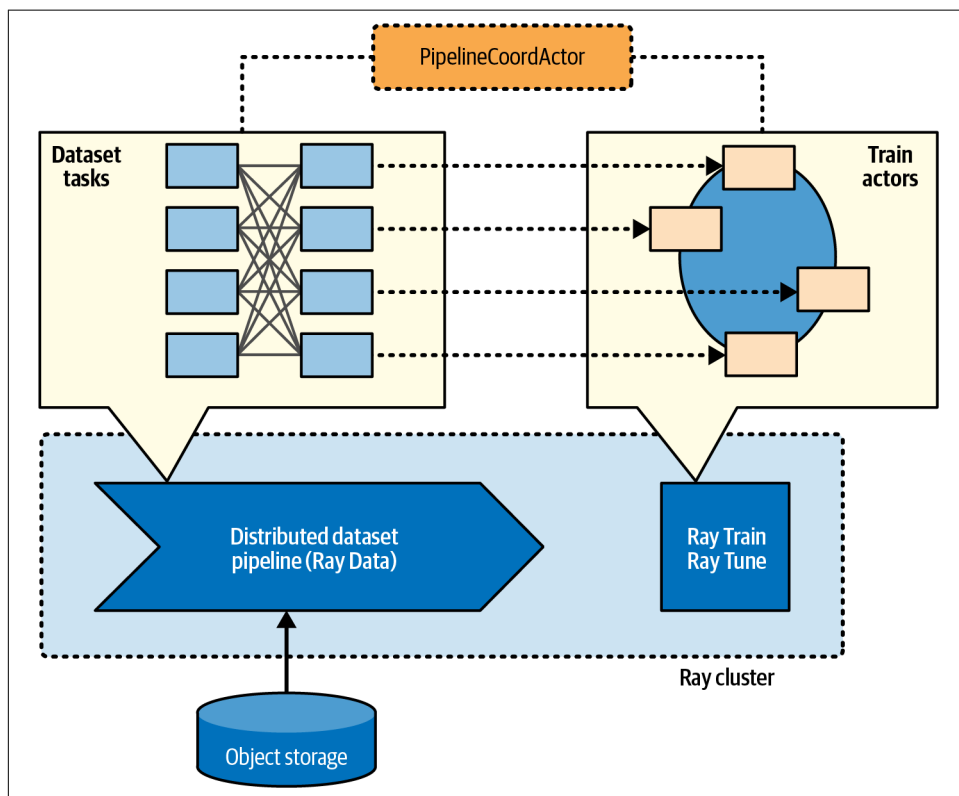 PipelineCoordActor
Dataset
tasks
Train
actors
Distributed dataset
pipeline (Ray Data)
Ray Train
Ray Tune
Ray cluster
Object storage